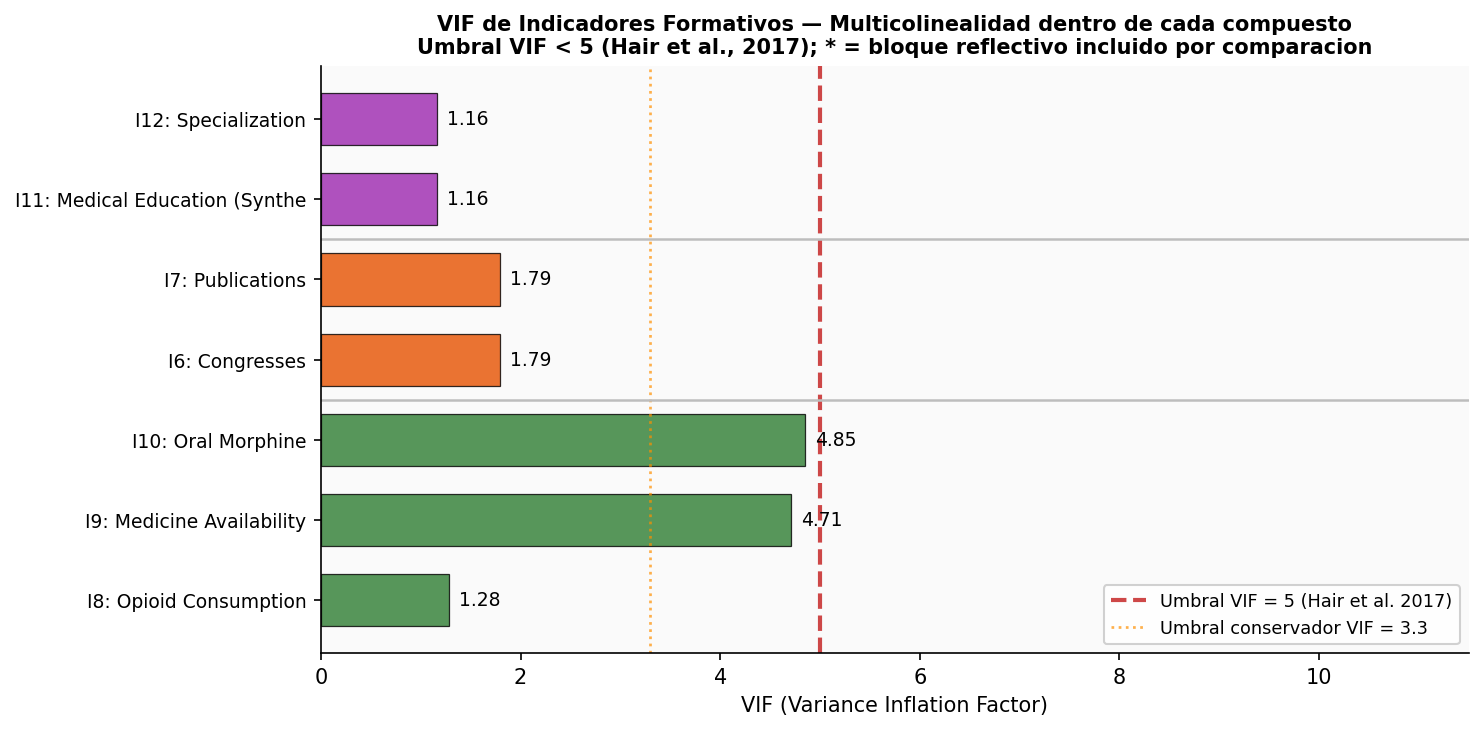 VIF de Indicadores Formativos — Multicolinealidad dentro de cada compuesto
Umbral VIF < 5 (Hair et al., 2017); * = bloque reflectivo incluido por comparacion
I12: Specialization
1.16
I11: Medical Education (Synthe
1.16
I7: Publications
1.79
I6: Congresses
1.79
I10: Oral Morphine
4.85
I9: Medicine Availability
4.71
I8: Opioid Consumption
1.28
Umbral VIF = 5 (Hair et al. 2017)
Umbral conservador VIF = 3.3
0 2 4 6 8 10
VIF (Variance Inflation Factor)